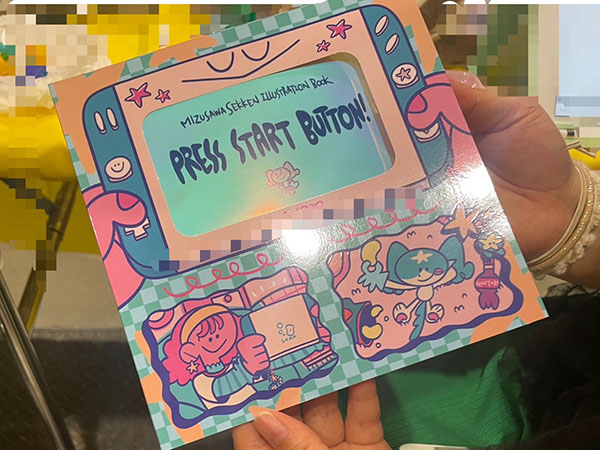 MIZUSAWA SEKKEN ILLUSTRATION BOOK
PRESS START BUTTON!